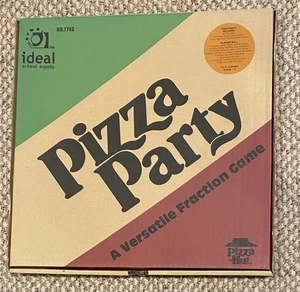 NO. 7748
ideal
school supply
Pizza
Party
A Versatile Fraction Game
Pizza
Hut